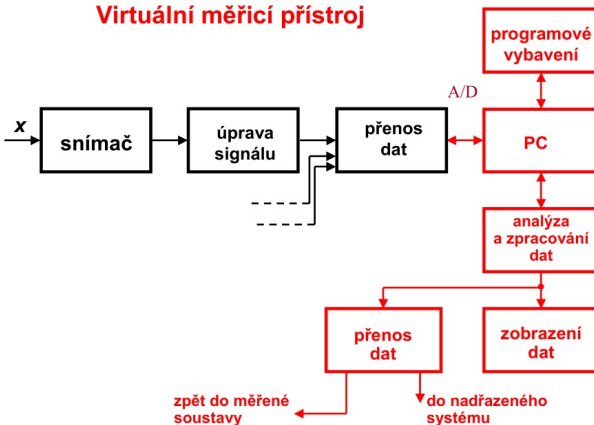 Virtuální měřicí přístroj
programové
vybavení
A/D
x
snímač
úprava
signálu
přenos
dat
PC
analýza
a zpracování
dat
přenos
dat
zobrazení
dat
zpět do měřené
soustavy
do nadřazeného
systému